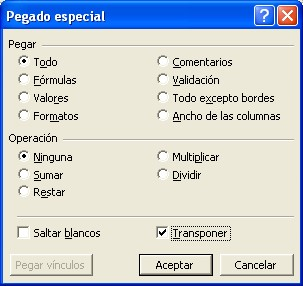 Pegado especial
Pegar
Todo
Comentarios
Fórmulas
Validación
Valores
Todo excepto bordes
Formatos
Ancho de las columnas
Operación
Ninguna
Multiplicar
Sumar
Dividir
Restar
Saltar blancos
Transponer
Pegar vínculos
Aceptar
Cancelar